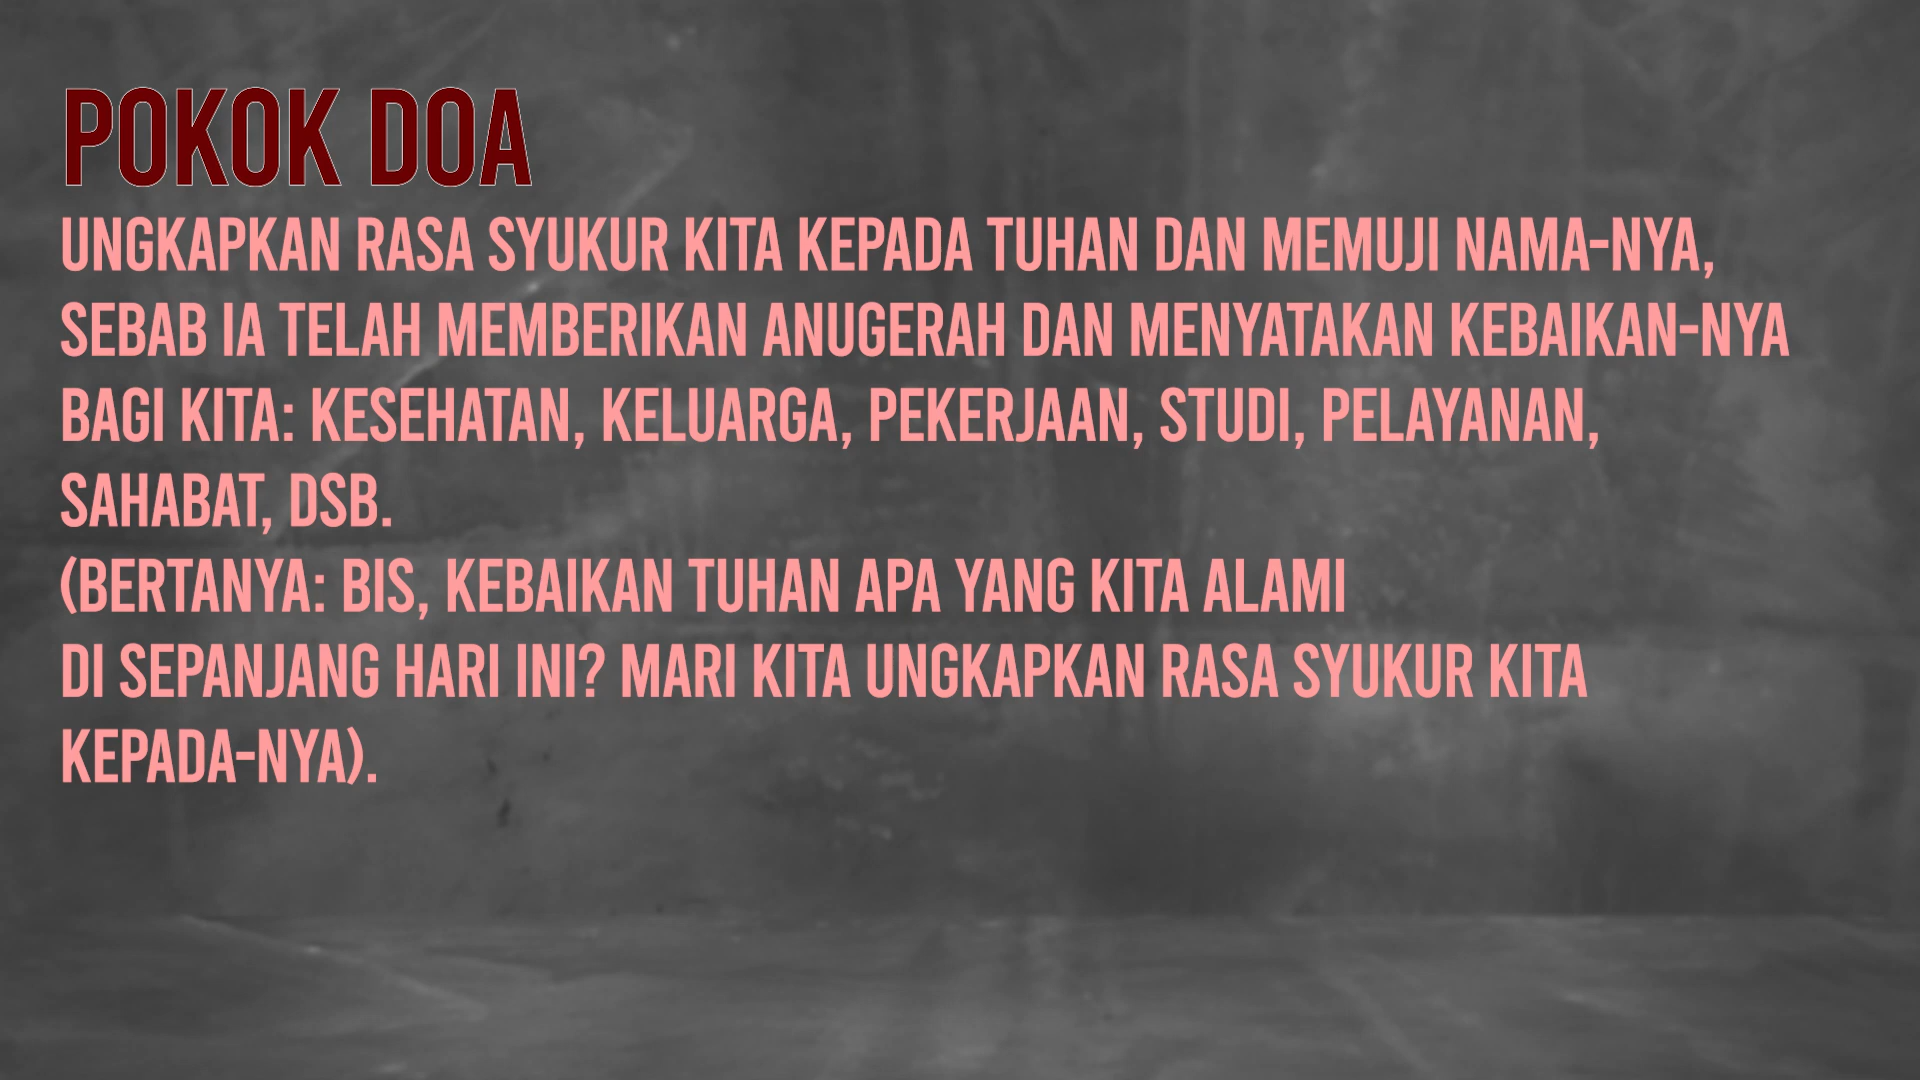 POKOK DOA
UNGKAPKAN RASA SYUKUR KITA KEPADA TUHAN DAN MEMUJI NAMA-NYA,
SEBAB IA TELAH MEMBERIKAN ANUGERAH DAN MENYATAKAN KEBAIKAN-NYA
BAGI KITA: KESEHATAN, KELUARGA, PEKERJAAN, STUDI, PELAYANAN,
SAHABAT, DSB.
(BERTANYA: BIS, KEBAIKAN TUHAN APA YANG KITA ALAMI
DI SEPANJANG HARI INI? MARI KITA UNGKAPKAN RASA SYUKUR KITA
KEPADA-NYA).